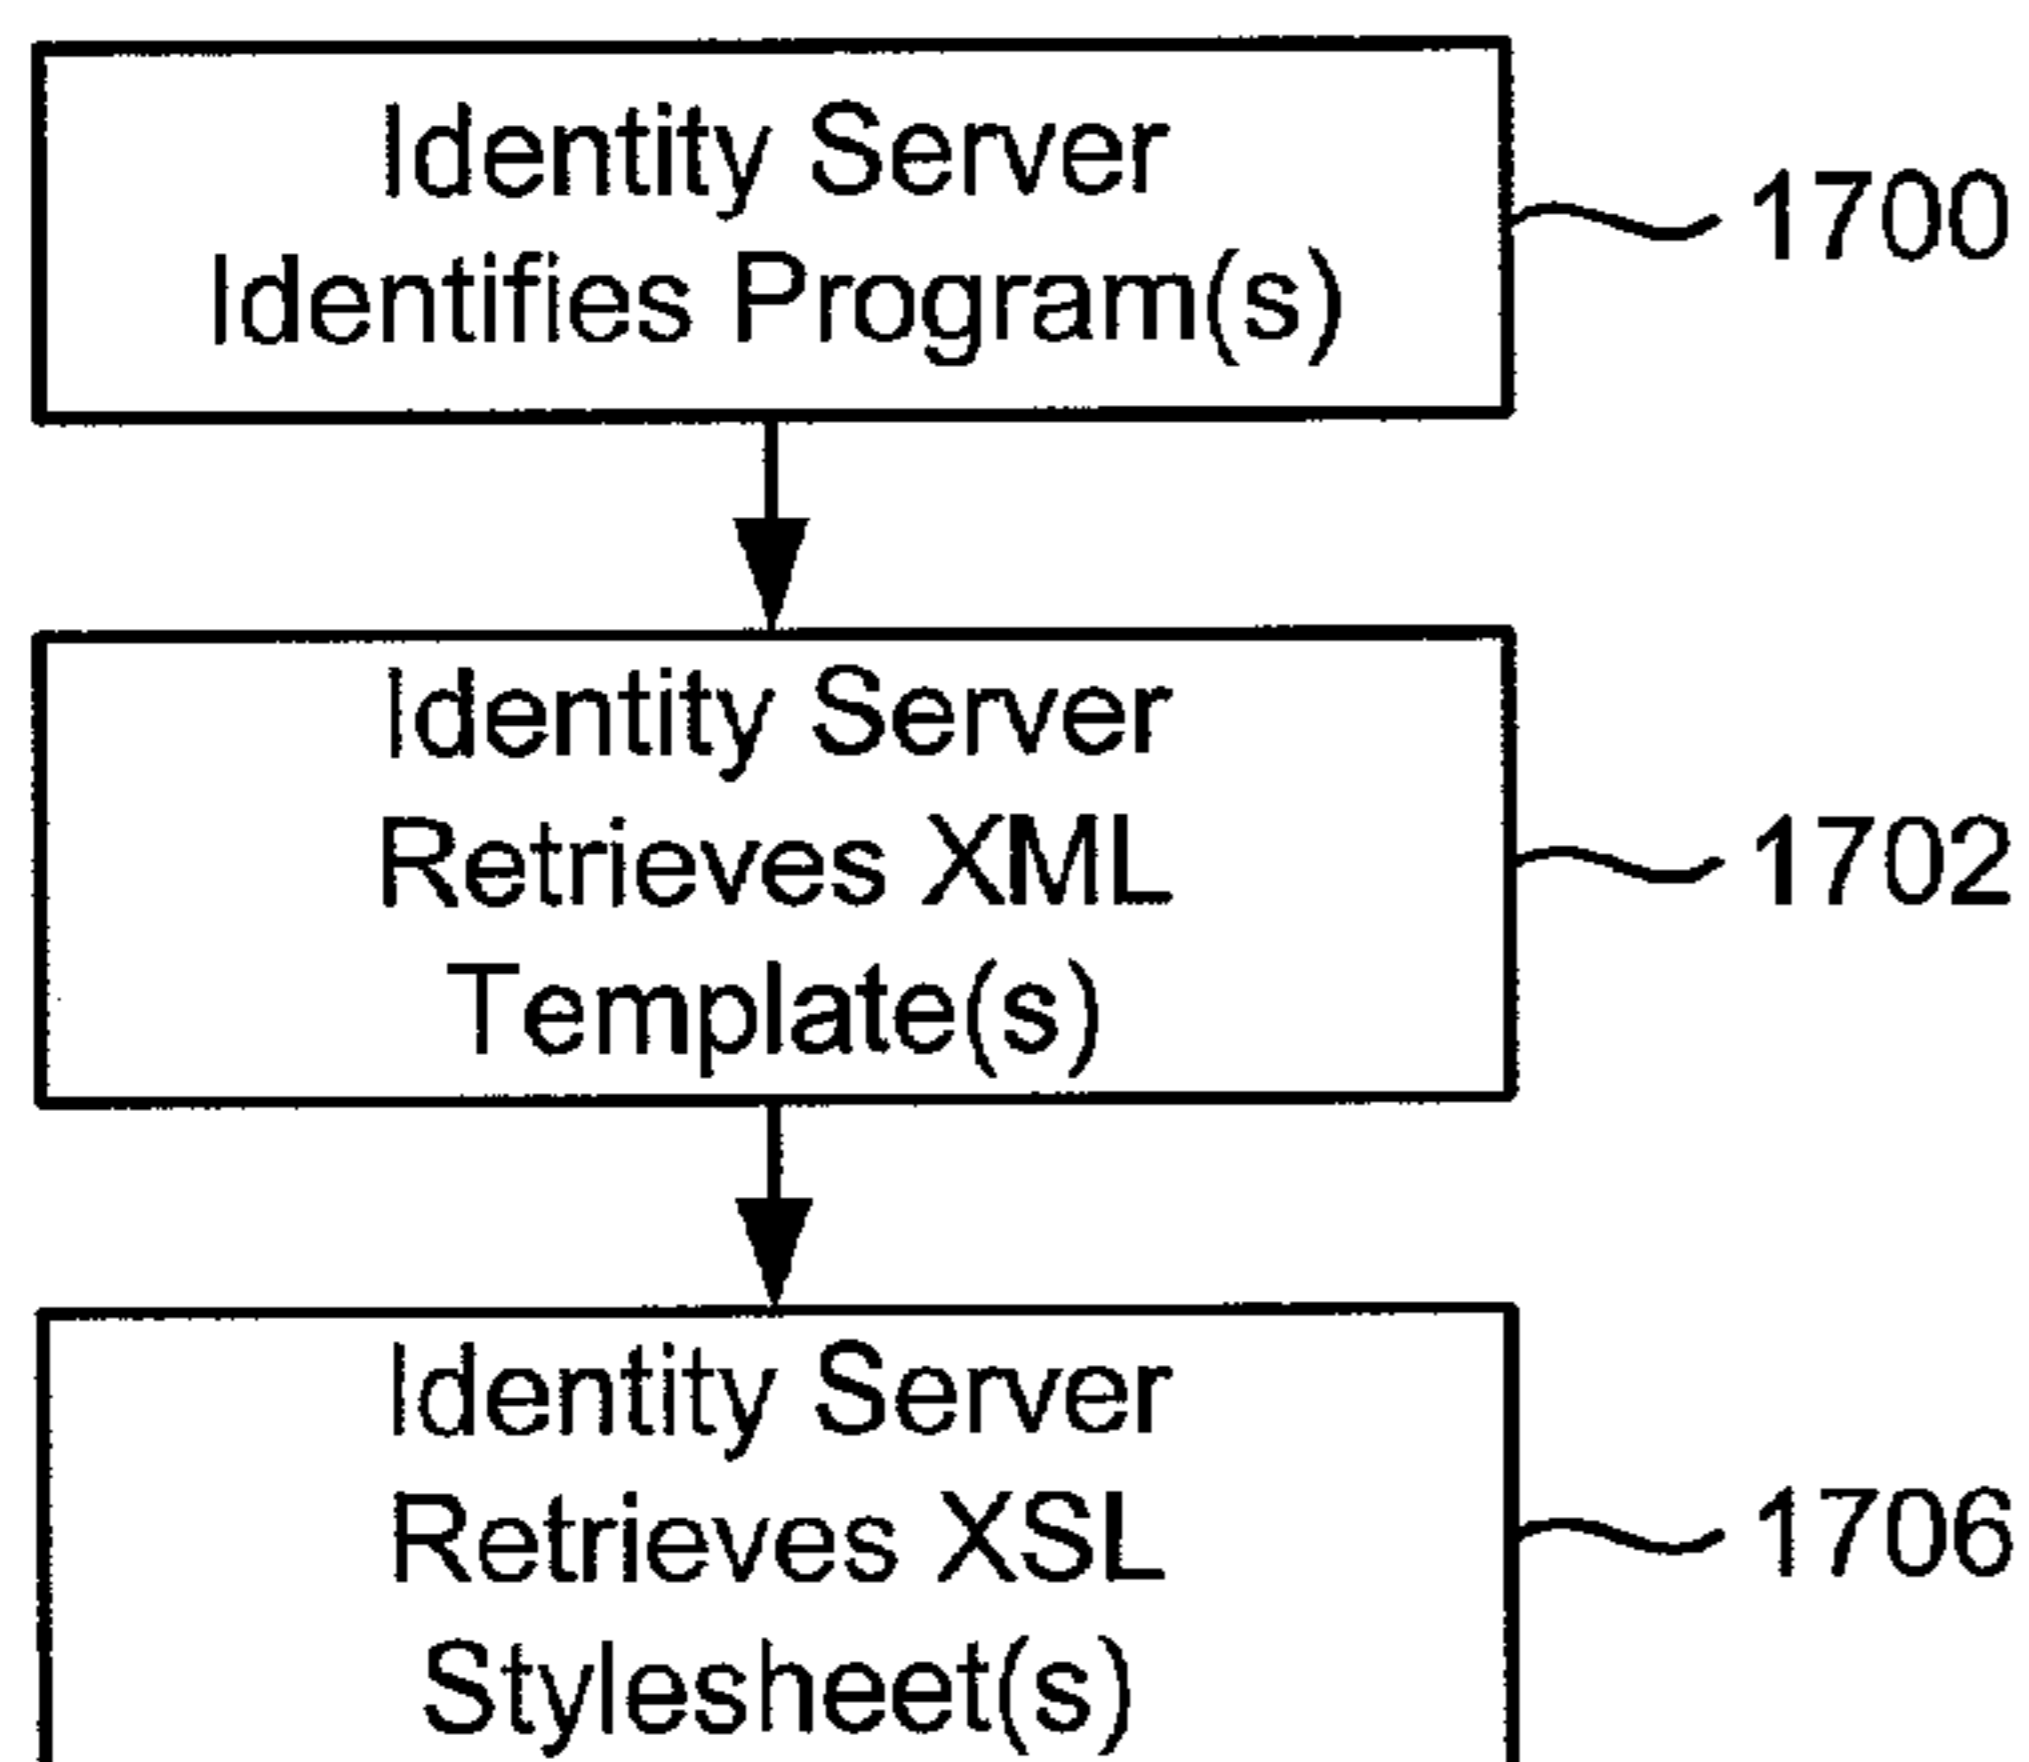 Identity Server
Identifies Program(s)
1700
Identity Server
Retrieves XML
Template(s)
1702
Identity Server
Retrieves XSL
Stylesheet(s)
1706